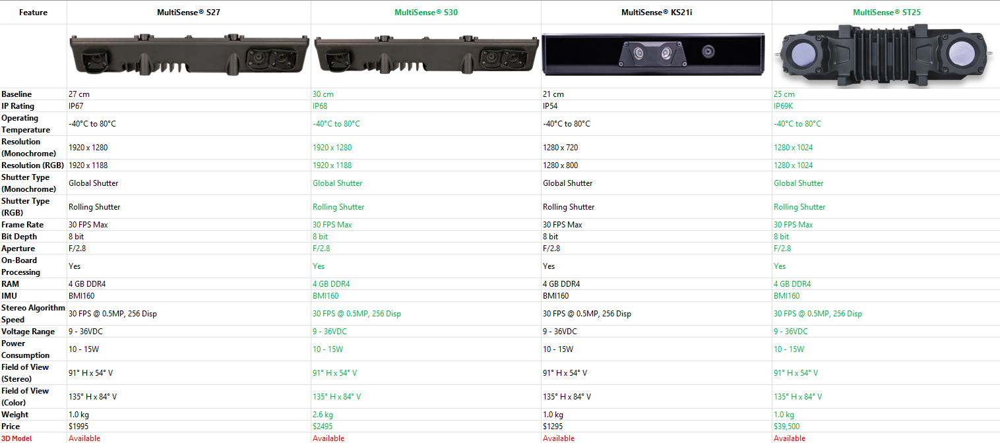 Feature MultiSense® S27 MultiSense® S30 MultiSense® KS21i MultiSense® ST25
Baseline 27 cm 30 cm 21 cm 25 cm
IP Rating IP67 IP68 IP54 IP69K
Operating
Temperature -40°C to 80°C -40°C to 80°C -40°C to 80°C -40°C to 80°C
Resolution
(Monochrome) 1920 x 1280 1920 x 1280 1280 x 720 1280 x 1024
Resolution (RGB) 1920 x 1188 1920 x 1188 1280 x 800 1280 x 1024
Shutter Type
(Monochrome) Global Shutter Global Shutter Global Shutter Global Shutter
Shutter Type
(RGB) Rolling Shutter Rolling Shutter Rolling Shutter Rolling Shutter
Frame Rate 30 FPS Max 30 FPS Max 30 FPS Max 30 FPS Max
Bit Depth 8 bit 8 bit 8 bit 8 bit
Aperture F/2.8 F/2.8 F/2.8 F/2.8
On-Board
Processing Yes Yes Yes Yes
RAM 4 GB DDR4 4 GB DDR4 4 GB DDR4 4 GB DDR4
IMU BMI160 BMI160 BMI160 BMI160
Stereo Algorithm
Speed 30 FPS @ 0.5MP, 256 Disp 30 FPS @ 0.5MP, 256 Disp 30 FPS @ 0.5MP, 256 Disp 30 FPS @ 0.5MP, 256 Disp
Voltage Range 9 - 36VDC 9 - 36VDC 9 - 36VDC 9 - 36VDC
Power
Consumption 10 - 15W 10 - 15W 10 - 15W 10 - 15W
Field of View
(Stereo) 91° H x 54° V 91° H x 54° V 91° H x 54° V 91° H x 54° V
Field of View
(Color) 135° H x 84° V 135° H x 84° V 135° H x 84° V 135° H x 84° V
Weight 1.0 kg 2.6 kg 1.0 kg 1.0 kg
Price $1995 $2495 $1295 $39,500
3D Model Available Available Available Available